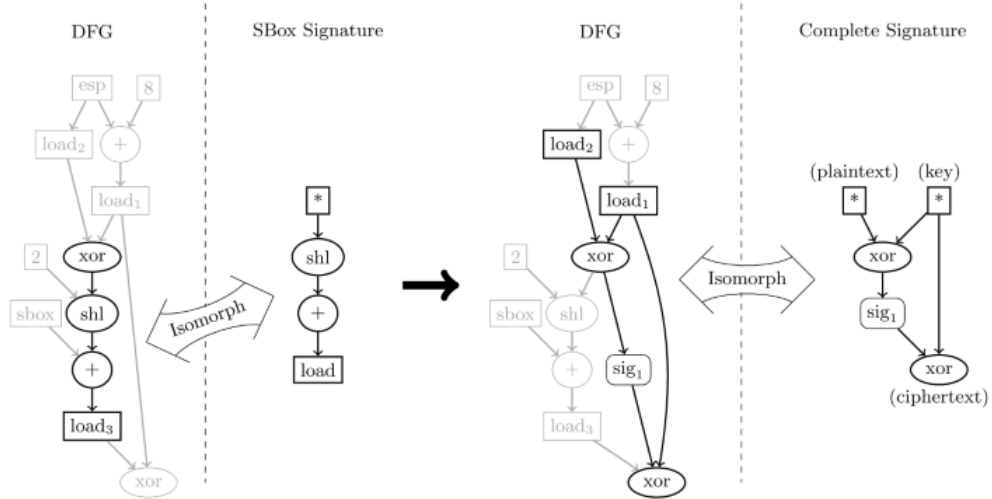 DFG
SBox Signature
DFG
Complete Signature
esp
8
load₂
+
load₁
xor
2
sbox
shl
+
load₃
xor
Isomorph
*
shl
+
load
esp
8
load₂
+
load₁
xor
2
sbox
shl
+
sig₁
load₃
xor
Isomorph
(plaintext) (key)
* *
xor
sig₁
xor
(ciphertext)